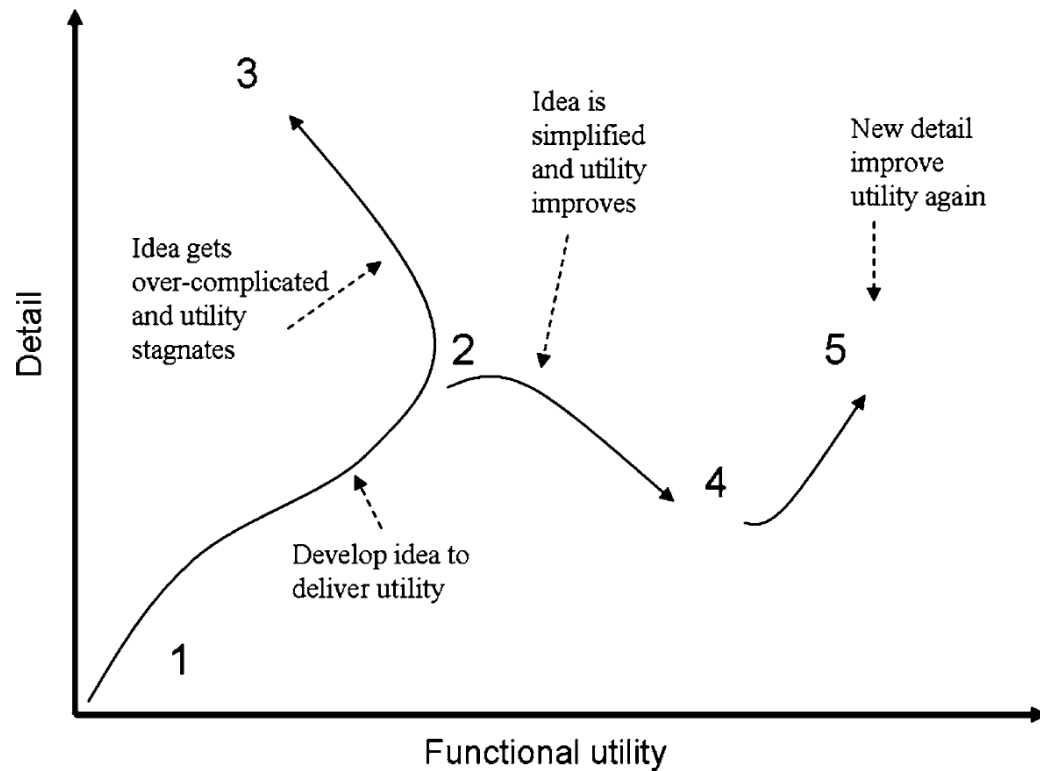 3
Idea is
simplified
and utility
improves
New detail
improve
utility again
Idea gets
over-complicated
and utility
stagnates
Detail
2
5
4
Develop idea to
deliver utility
1
Functional utility